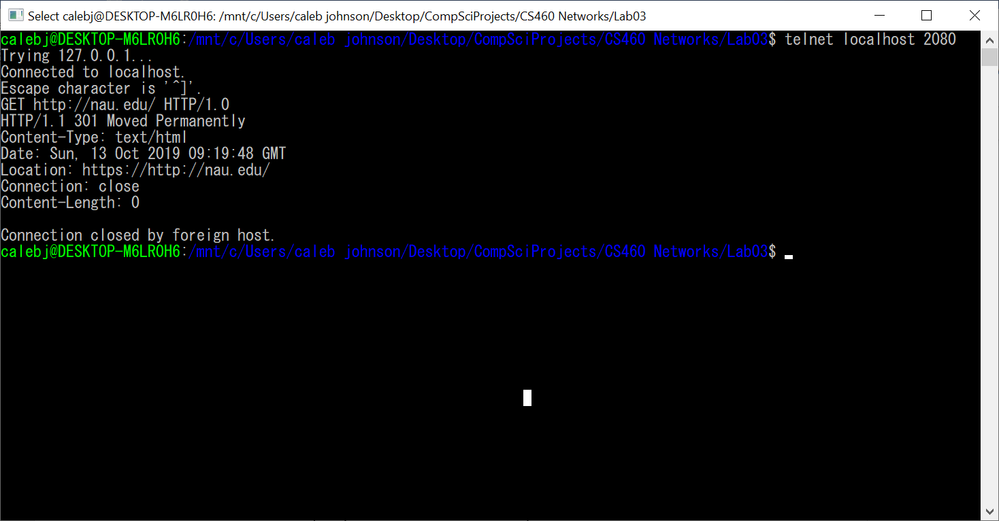 Select calebj@DESKTOP-M6LR0H6: /mnt/c/Users/caleb johnson/Desktop/CompSciProjects/CS460 Networks/Lab03
calebj@DESKTOP-M6LR0H6:/mnt/c/Users/caleb johnson/Desktop/CompSciProjects/CS460 Networks/Lab03$ telnet localhost 2080
Trying 127.0.0.1...
Connected to localhost.
Escape character is '^]'.
GET http://nau.edu/ HTTP/1.0
HTTP/1.1 301 Moved Permanently
Content-Type: text/html
Date: Sun, 13 Oct 2019 09:19:48 GMT
Location: https://http://nau.edu/
Connection: close
Content-Length: 0
Connection closed by foreign host.
calebj@DESKTOP-M6LR0H6:/mnt/c/Users/caleb johnson/Desktop/CompSciProjects/CS460 Networks/Lab03$